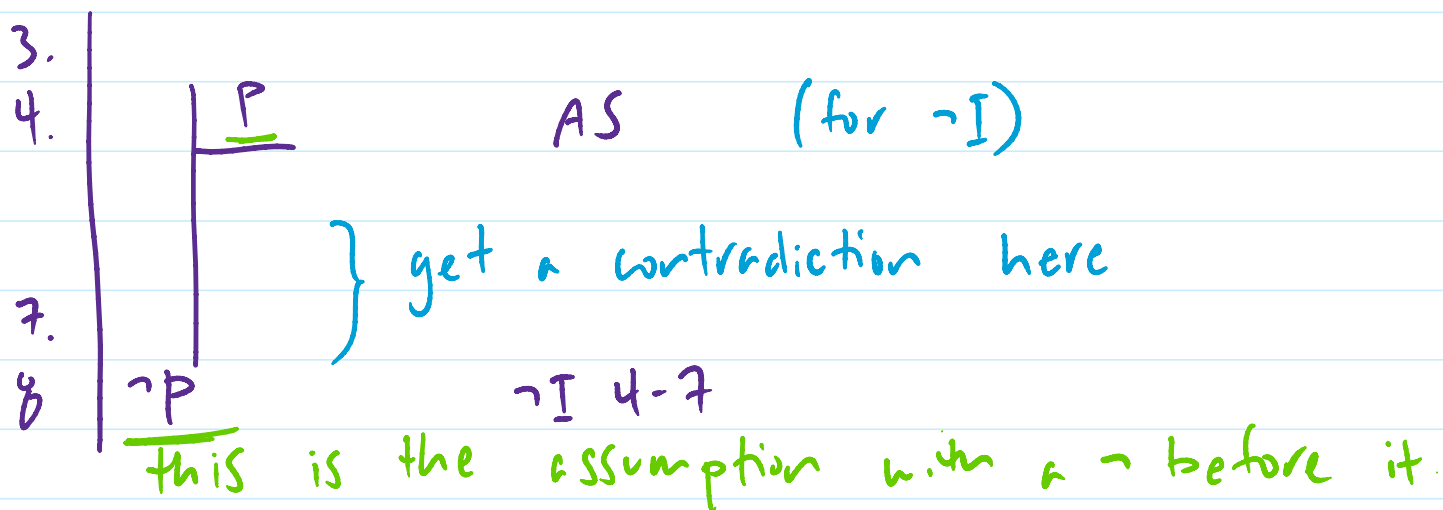 3.
4. P AS (for ¬I)
} get a contradiction here
7.
8 ¬P ¬I 4-7
this is the assumption with a ¬ before it.